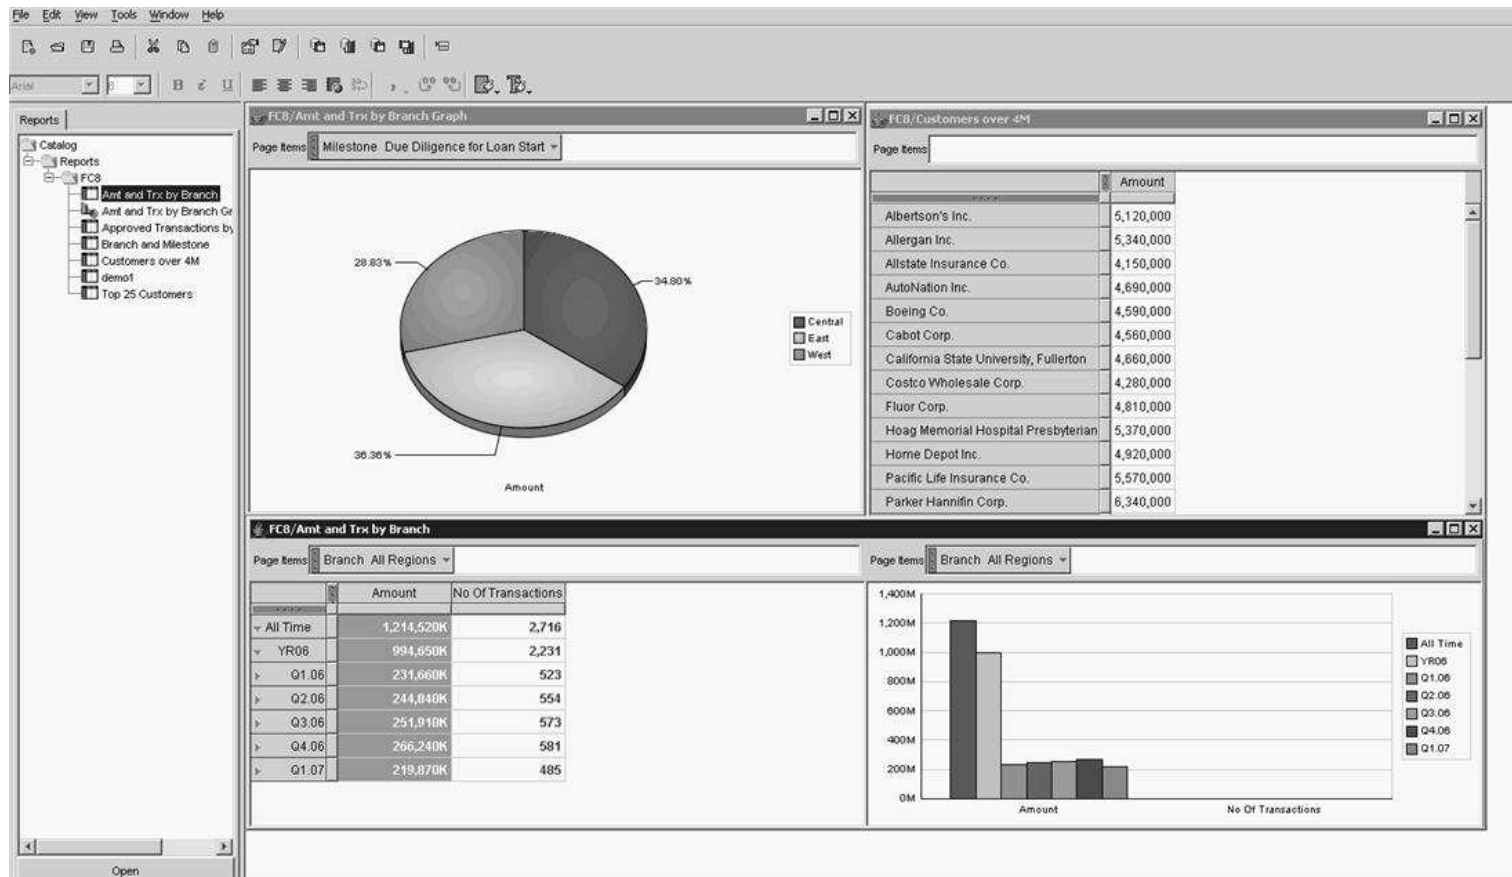 File Edit View Tools Window Help
Arial 8 B i U
Reports
Catalog
Reports
FC8
Amt and Trx by Branch
Amt and Trx by Branch Gr
Approved Transactions by
Branch and Milestone
Customers over 4M
demo1
Top 25 Customers
Open
FC8/Amt and Trx by Branch Graph
Page Items Milestone Due Diligence for Loan Start
28.83%
34.80%
36.36%
Central
East
West
Amount
FC8/Customers over 4M
Page Items
Amount
Albertson's Inc. 5,120,000
Allergan Inc. 5,340,000
Allstate Insurance Co. 4,150,000
AutoNation Inc. 4,690,000
Boeing Co. 4,590,000
Cabot Corp. 4,560,000
California State University, Fullerton 4,660,000
Costco Wholesale Corp. 4,280,000
Fluor Corp. 4,810,000
Hoag Memorial Hospital Presbyterian 5,370,000
Home Depot Inc. 4,920,000
Pacific Life Insurance Co. 5,570,000
Parker Hannifin Corp. 6,340,000
FC8/Amt and Trx by Branch
Page Items Branch All Regions
Amount No Of Transactions
All Time 1,214,520K 2,716
YR06 994,650K 2,231
Q1.06 231,660K 523
Q2.06 244,840K 554
Q3.06 251,910K 573
Q4.06 266,240K 581
Q1.07 219,870K 485
Page Items Branch All Regions
1,400M
1,200M
1,000M
800M
600M
400M
200M
0M
Amount No Of Transactions
All Time
YR06
Q1.06
Q2.06
Q3.06
Q4.06
Q1.07